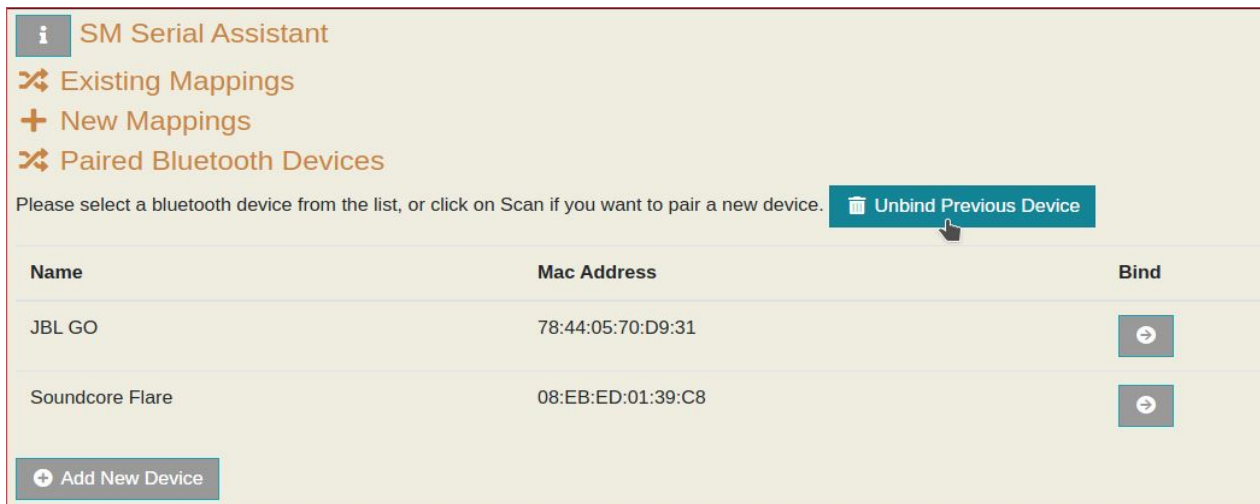 SM Serial Assistant
Existing Mappings
New Mappings
Paired Bluetooth Devices
Please select a bluetooth device from the list, or click on Scan if you want to pair a new device. Unbind Previous Device
Name Mac Address Bind
JBL GO 78:44:05:70:D9:31
Soundcore Flare 08:EB:ED:01:39:C8
Add New Device